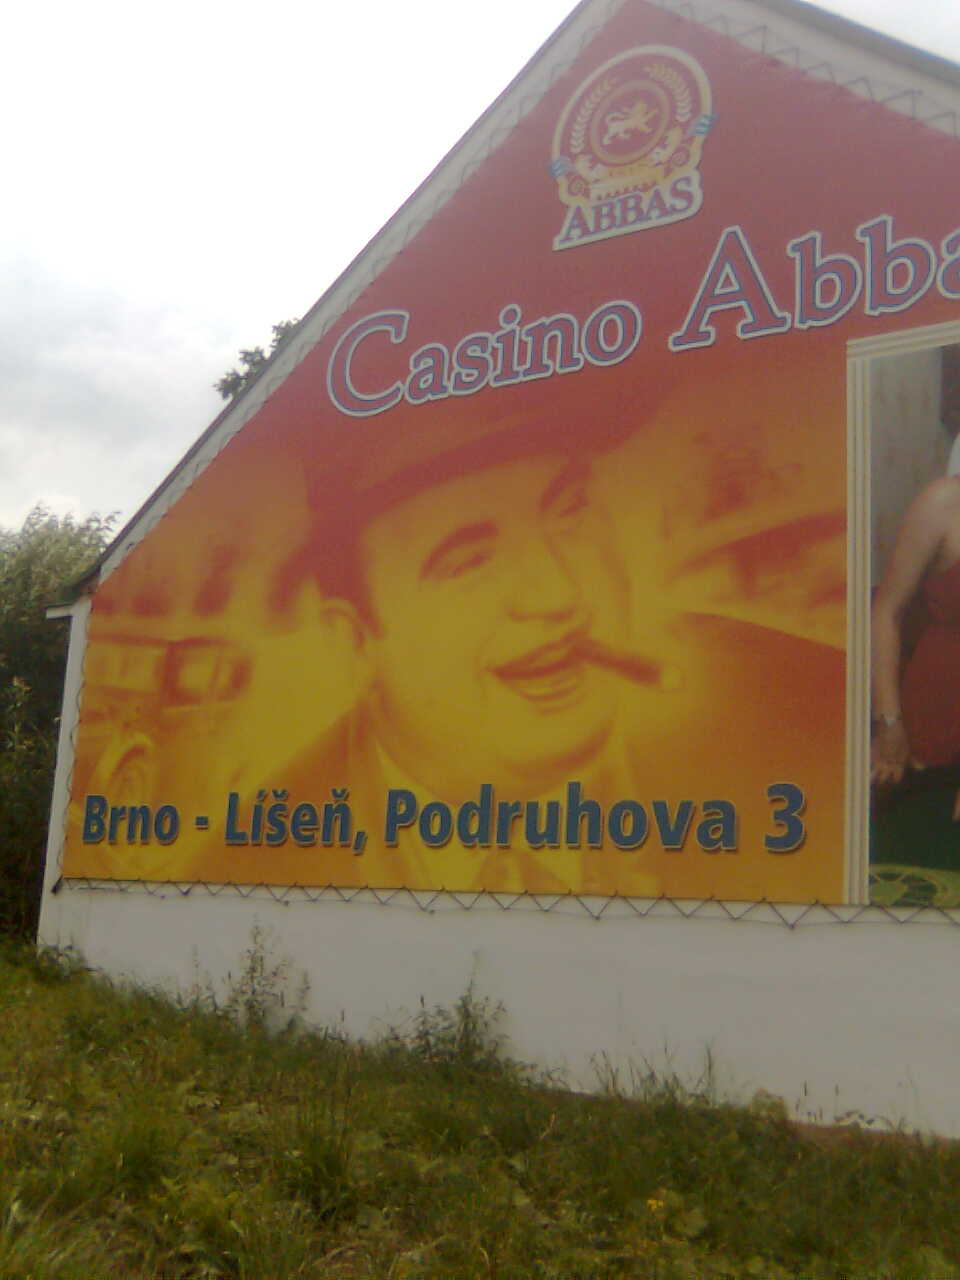 ABBAS
Casino Abba
Brno - Líšeň, Podruhova 3